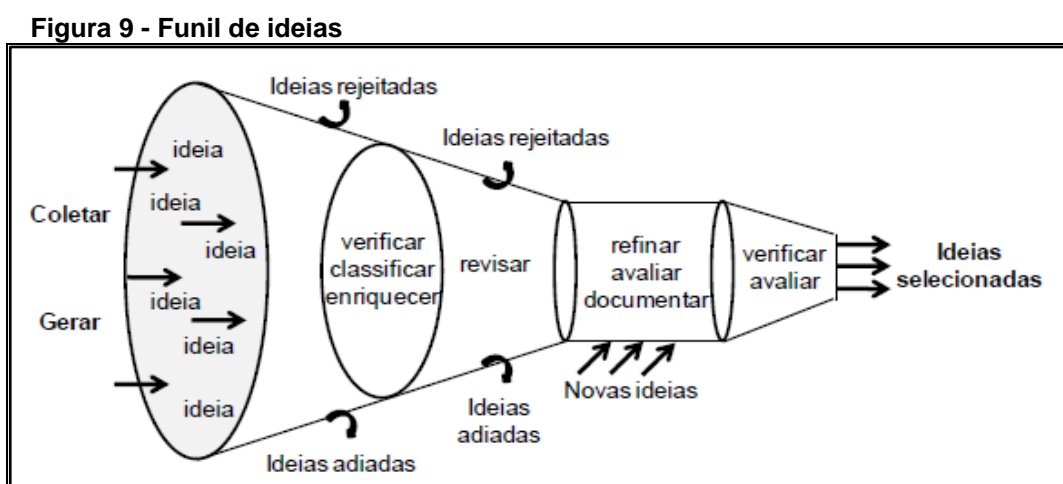 Figura 9 - Funil de ideias
Ideias rejeitadas
Ideias rejeitadas
Coletar
Gerar
ideia
ideia
ideia
ideia
ideia
ideia
verificar
classificar
enriquecer
revisar
refinar
avaliar
documentar
verificar
avaliar
Ideias
selecionadas
Novas ideias
Ideias
adiadas
Ideias adiadas